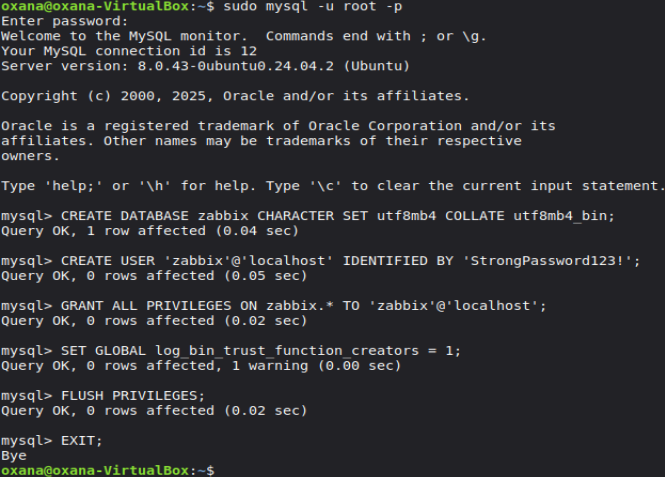 oxana@oxana-VirtualBox:~$ sudo mysql -u root -p
Enter password:
Welcome to the MySQL monitor.  Commands end with ; or \g.
Your MySQL connection id is 12
Server version: 8.0.43-0ubuntu0.24.04.2 (Ubuntu)
Copyright (c) 2000, 2025, Oracle and/or its affiliates.
Oracle is a registered trademark of Oracle Corporation and/or its
affiliates. Other names may be trademarks of their respective
owners.
Type 'help;' or '\h' for help. Type '\c' to clear the current input statement.
mysql> CREATE DATABASE zabbix CHARACTER SET utf8mb4 COLLATE utf8mb4_bin;
Query OK, 1 row affected (0.04 sec)
mysql> CREATE USER 'zabbix'@'localhost' IDENTIFIED BY 'StrongPassword123!';
Query OK, 0 rows affected (0.05 sec)
mysql> GRANT ALL PRIVILEGES ON zabbix.* TO 'zabbix'@'localhost';
Query OK, 0 rows affected (0.02 sec)
mysql> SET GLOBAL log_bin_trust_function_creators = 1;
Query OK, 0 rows affected, 1 warning (0.00 sec)
mysql> FLUSH PRIVILEGES;
Query OK, 0 rows affected (0.02 sec)
mysql> EXIT;
Bye
oxana@oxana-VirtualBox:~$